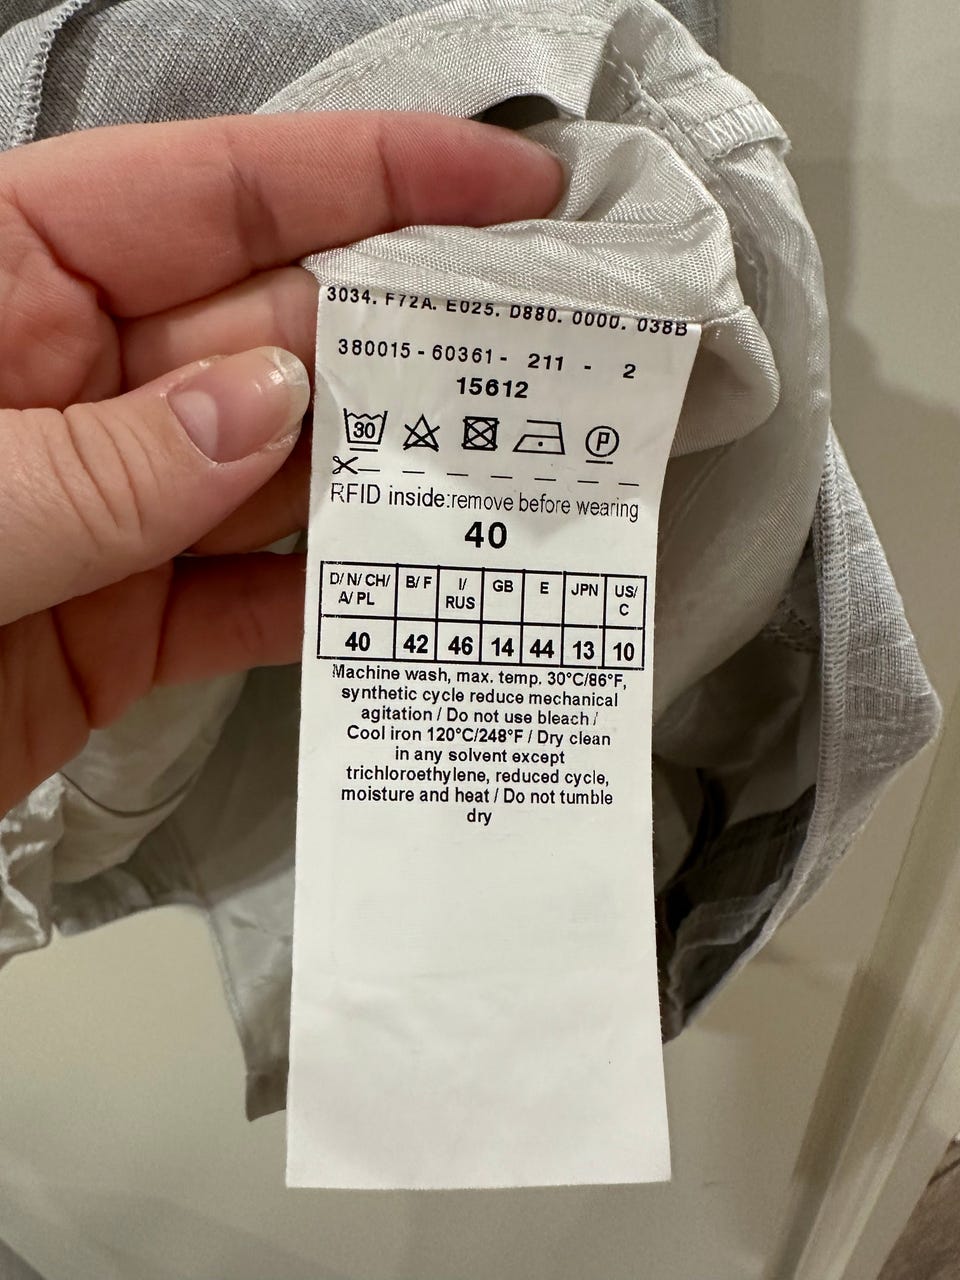 3034. F72A. E025. D880. 0000. 038B
380015 - 60361 - 211 - 2
15612
30 P
RFID inside:remove before wearing
40
D/ N/ CH/ A/ PL B/ F I/ RUS GB E JPN US/ C
40 42 46 14 44 13 10
Machine wash, max. temp. 30°C/86°F,
synthetic cycle reduce mechanical
agitation / Do not use bleach /
Cool iron 120°C/248°F / Dry clean
in any solvent except
trichloroethylene, reduced cycle,
moisture and heat / Do not tumble
dry